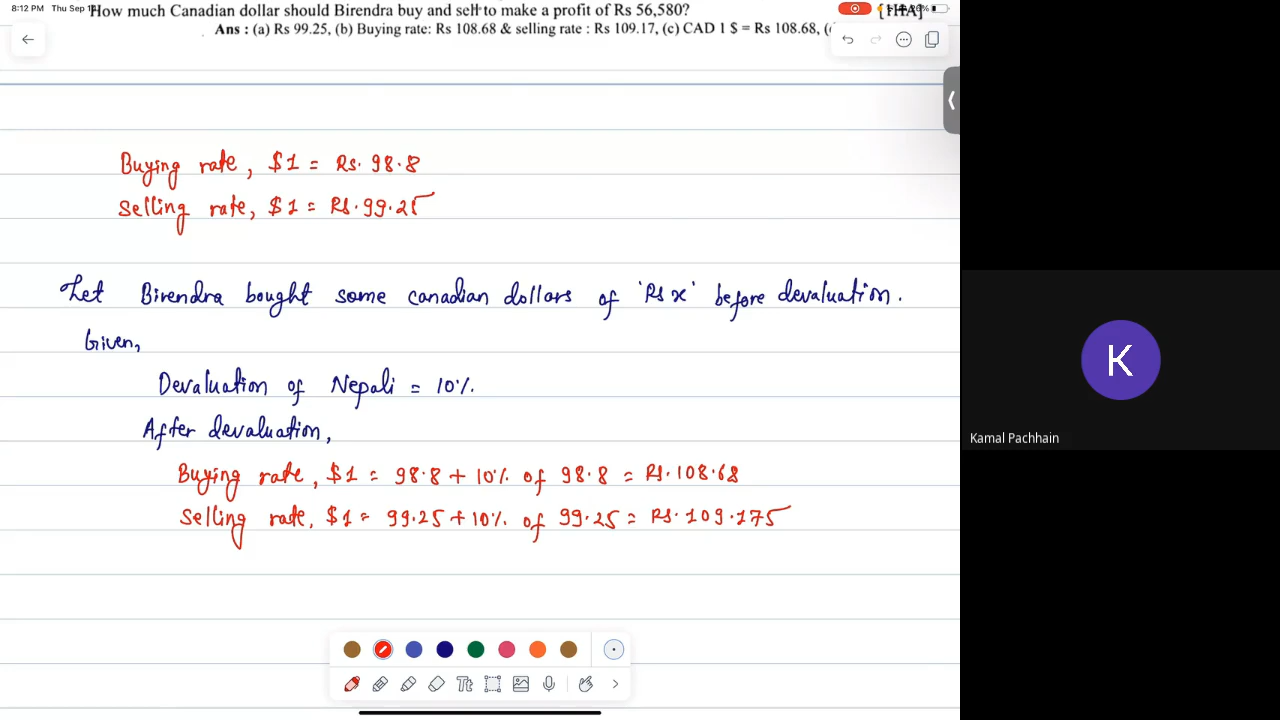 8:12 PM Thu Sep
How much Canadian dollar should Birendra buy and sell to make a profit of Rs 56,580?
Ans : (a) Rs 99.25, (b) Buying rate: Rs 108.68 & selling rate : Rs 109.17, (c) CAD 1 $ = Rs 108.68,
Buying rate, $1 = Rs. 98.8
Selling rate, $1 = Rs. 99.25
Let Birendra bought some canadian dollars of 'Rs x' before devaluation.
Given,
Devaluation of Nepali = 10%
After devaluation,
Buying rate, $1 = 98.8 + 10% of 98.8 = Rs. 108.68
Selling rate, $1 = 99.25 + 10% of 99.25 = Rs. 109.175
Tt
K
Kamal Pachhain